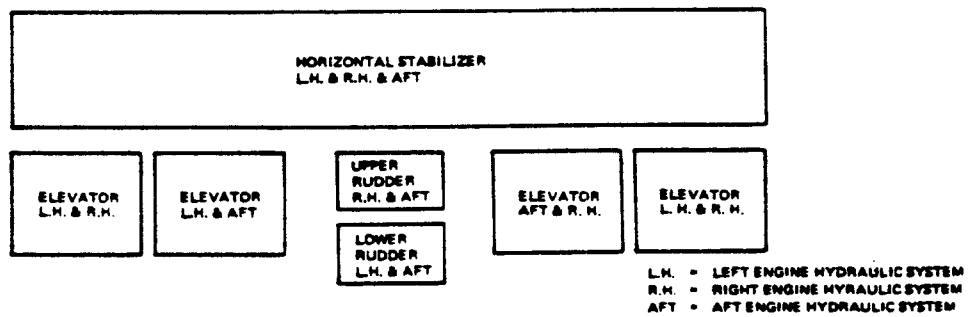 HORIZONTAL STABILIZER
L.H. & R.H. & AFT
ELEVATOR
L.H. & R.H.
ELEVATOR
L.H. & AFT
UPPER
RUDDER
R.H. & AFT
LOWER
RUDDER
L.H. & AFT
ELEVATOR
AFT & R. H.
ELEVATOR
L. H. & R. H.
L.H. = LEFT ENGINE HYDRAULIC SYSTEM
R.H. = RIGHT ENGINE HYRAULIC SYSTEM
AFT = AFT ENGINE HYDRAULIC SYSTEM